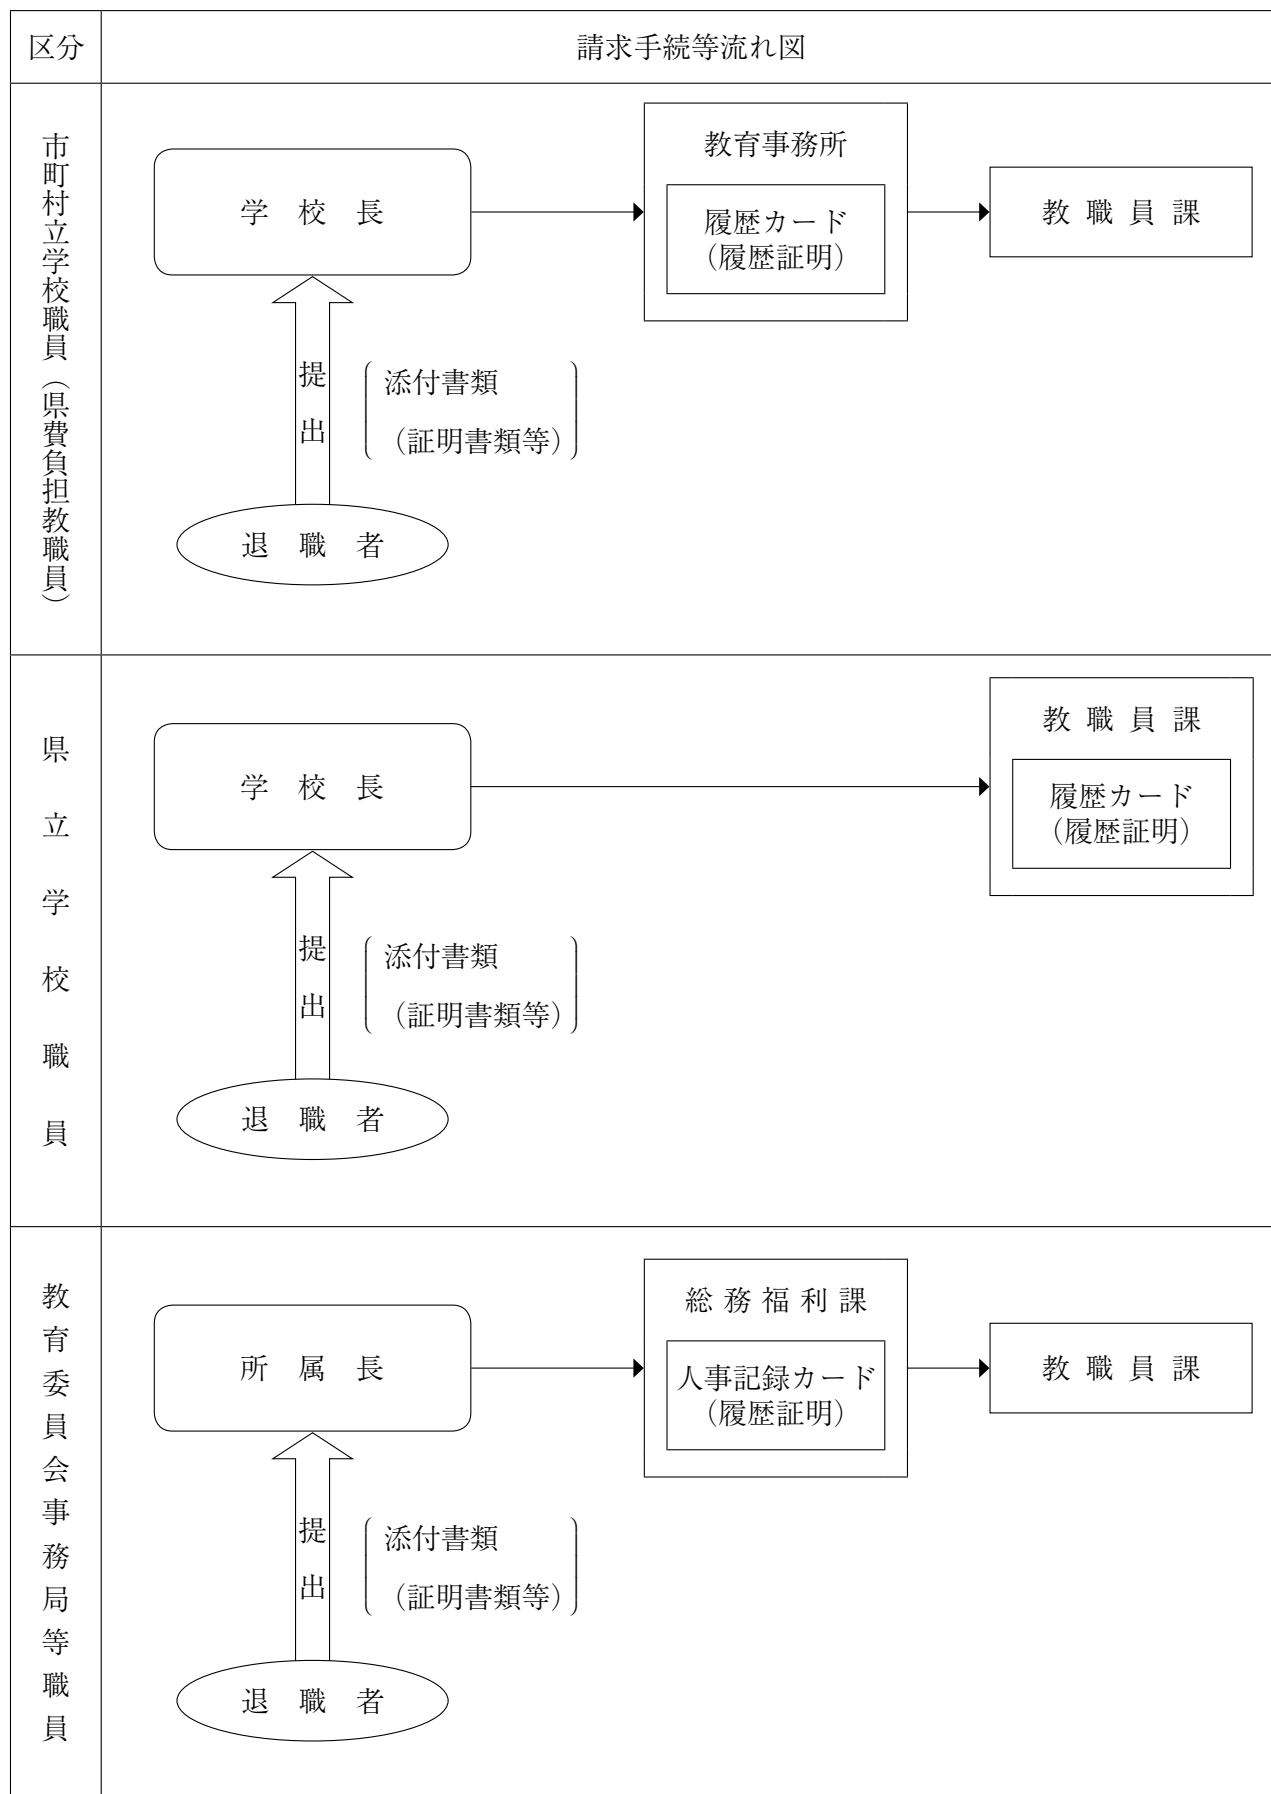 区分
請求手続等流れ図
市町村立学校職員（県費負担教職員）
学校長
教育事務所
履歴カード
（履歴証明）
教職員課
提出
添付書類
（証明書類等）
退職者
県立学校職員
学校長
教職員課
履歴カード
（履歴証明）
提出
添付書類
（証明書類等）
退職者
教育委員会事務局等職員
所属長
総務福利課
人事記録カード
（履歴証明）
教職員課
提出
添付書類
（証明書類等）
退職者